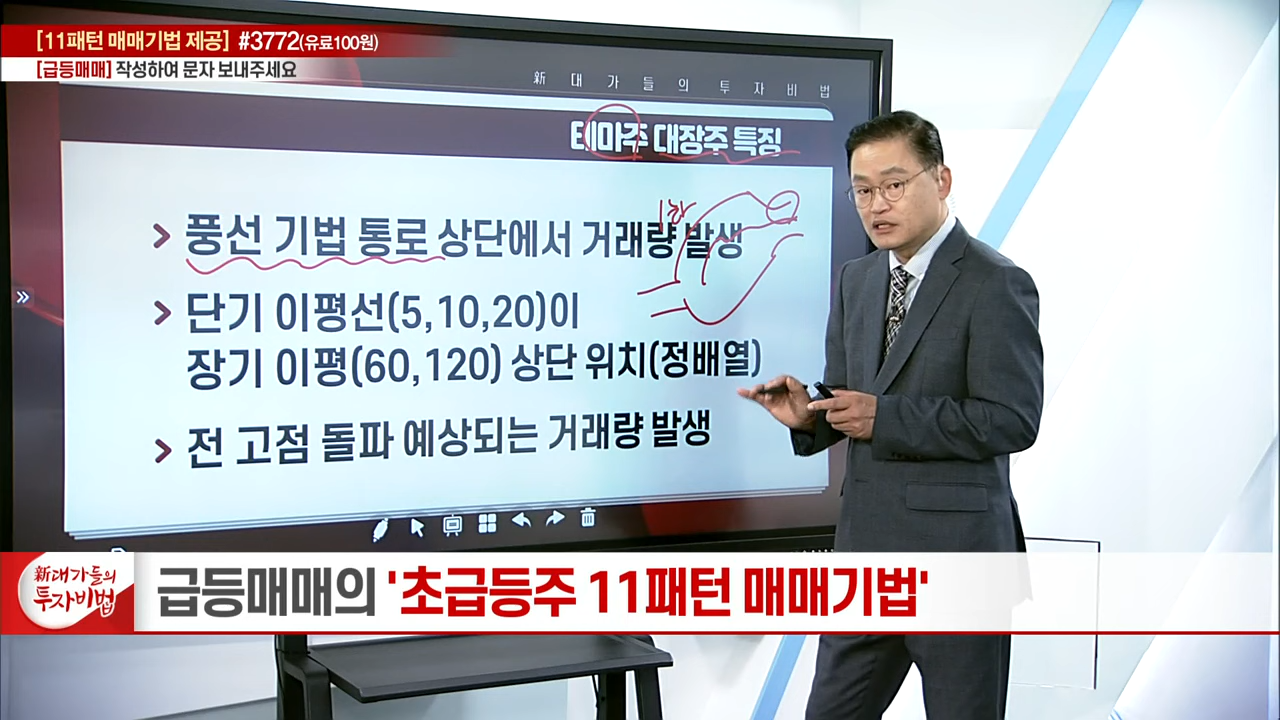 [11패턴 매매기법 제공] #3772(유료100원)
[급등매매] 작성하여 문자 보내주세요
新 대가들의 투자비법
테마주 대장주 특징
풍선 기법 통로 상단에서 거래량 발생
단기 이평선(5,10,20)이
장기 이평(60,120) 상단 위치(정배열)
전 고점 돌파 예상되는 거래량 발생
新대가들의
투자비법
급등매매의 '초급등주 11패턴 매매기법'